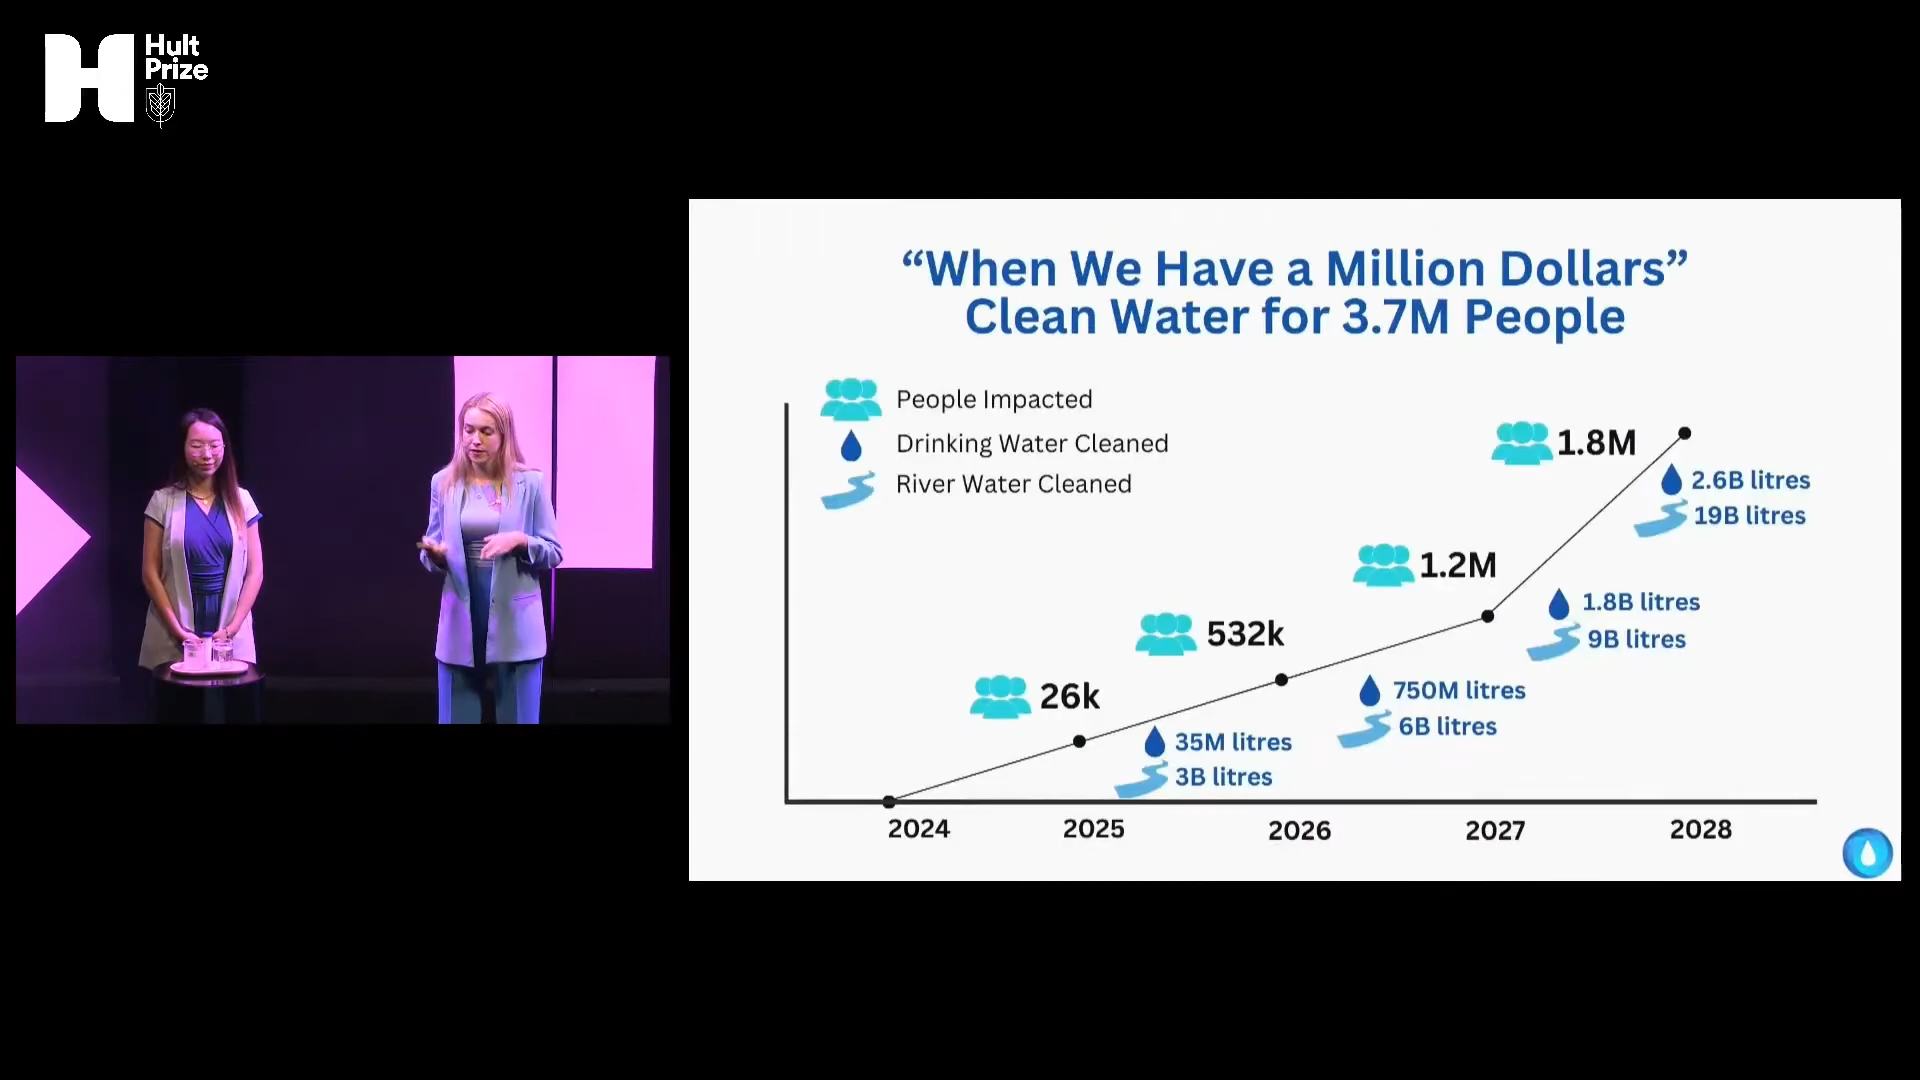 Hult
Prize
“When We Have a Million Dollars”
Clean Water for 3.7M People
People Impacted
Drinking Water Cleaned
River Water Cleaned
1.8M
2.6B litres
19B litres
1.2M
1.8B litres
9B litres
532k
750M litres
6B litres
26k
35M litres
3B litres
2024 2025 2026 2027 2028